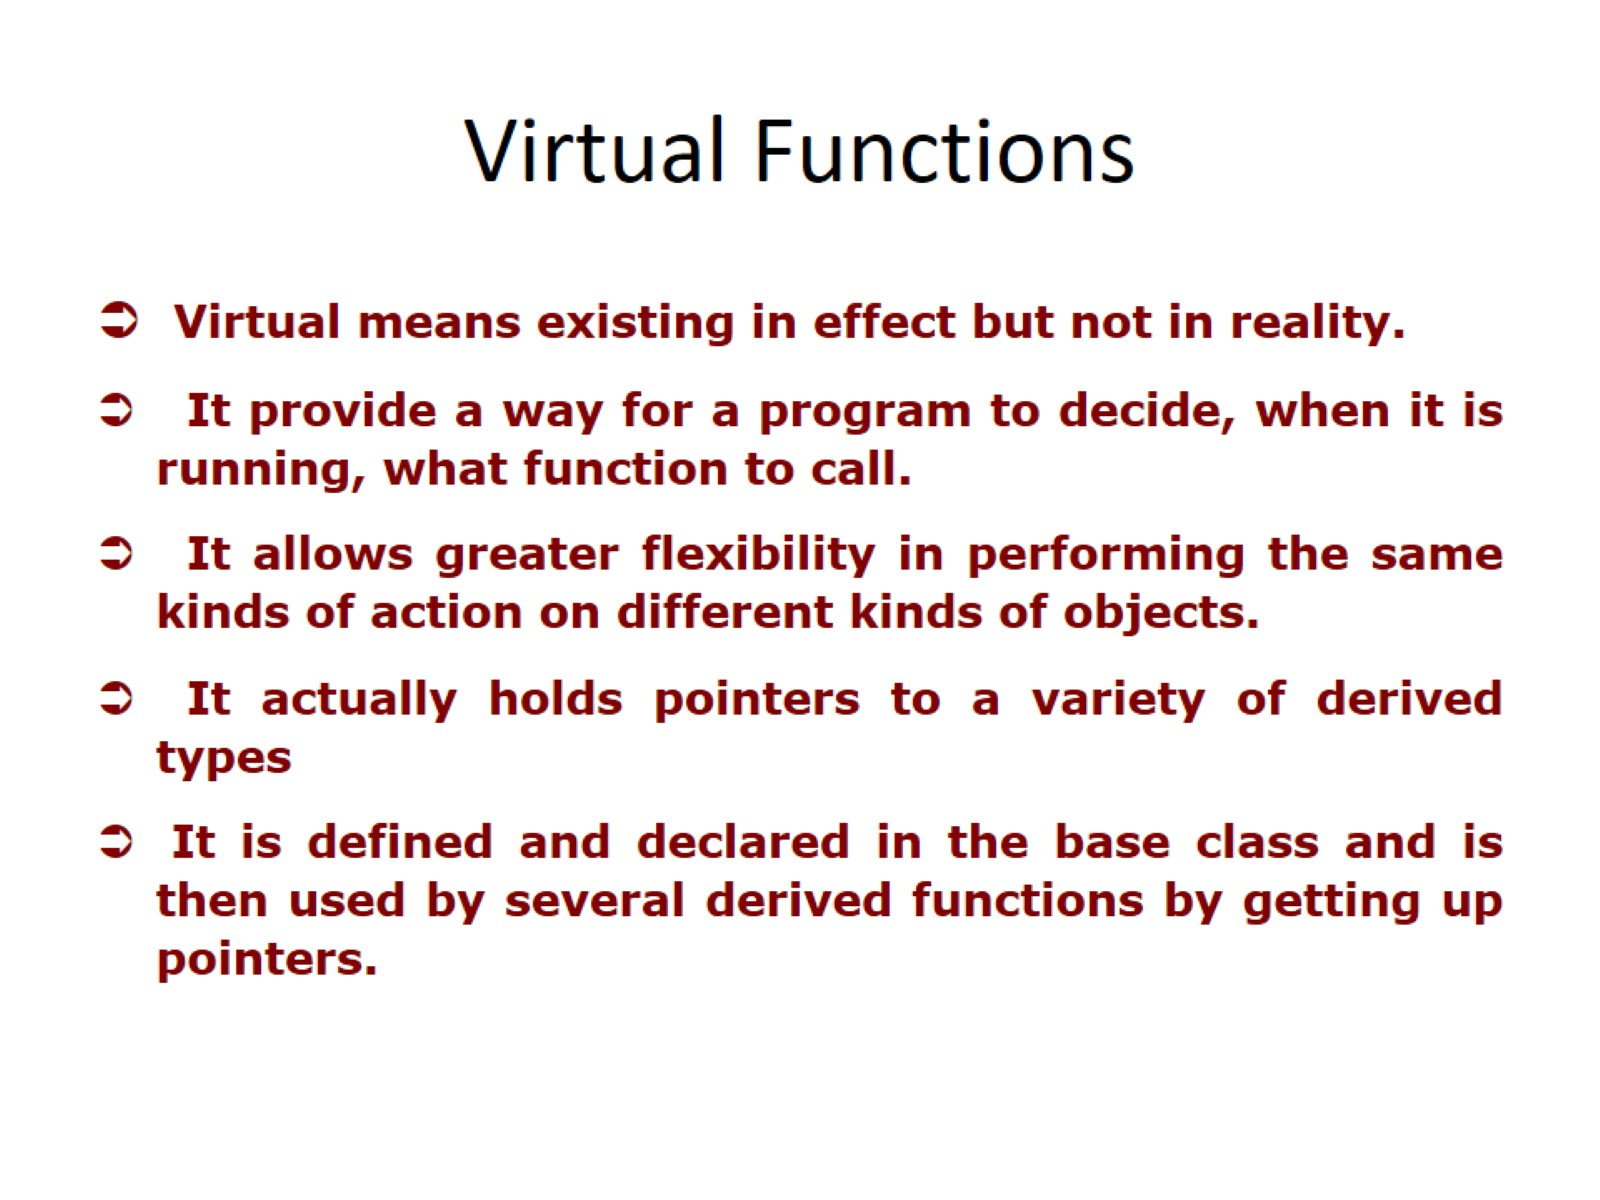 Virtual Functions
➲ Virtual means existing in effect but not in reality.
➲ It provide a way for a program to decide, when it is
running, what function to call.
➲ It allows greater flexibility in performing the same
kinds of action on different kinds of objects.
➲ It actually holds pointers to a variety of derived
types
➲ It is defined and declared in the base class and is
then used by several derived functions by getting up
pointers.